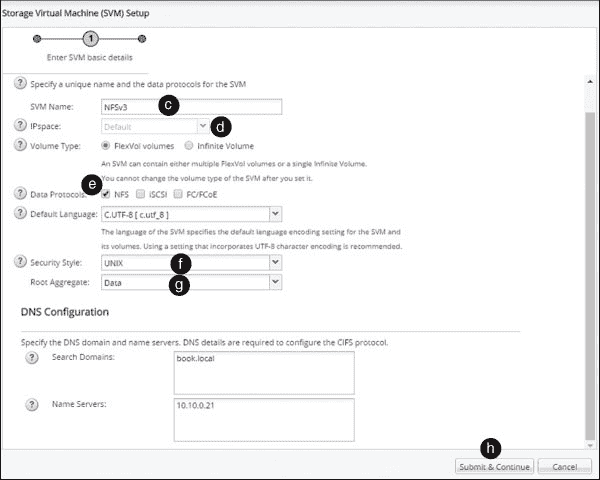 Storage Virtual Machine (SVM) Setup
1
Enter SVM basic details
? Specify a unique name and the data protocols for the SVM
SVM Name: NFSv3 c
? IPspace: Default d
? Volume Type: FlexVol volumes Infinite Volume
An SVM can contain either multiple FlexVol volumes or a single Infinite Volume.
You cannot change the volume type of the SVM after you set it.
e
? Data Protocols: NFS iSCSI FC/FCoE
? Default Language: C.UTF-8 [ c.utf_8 ]
The language of the SVM specifies the default language encoding setting for the SVM
and its volumes. Using a setting that incorporates UTF-8 character encoding is recommended.
? Security Style: UNIX f
Root Aggregate: Data g
DNS Configuration
Specify the DNS domain and name servers. DNS details are required to configure the CIFS protocol.
? Search Domains: book.local
? Name Servers: 10.10.0.21
h
Submit & Continue Cancel